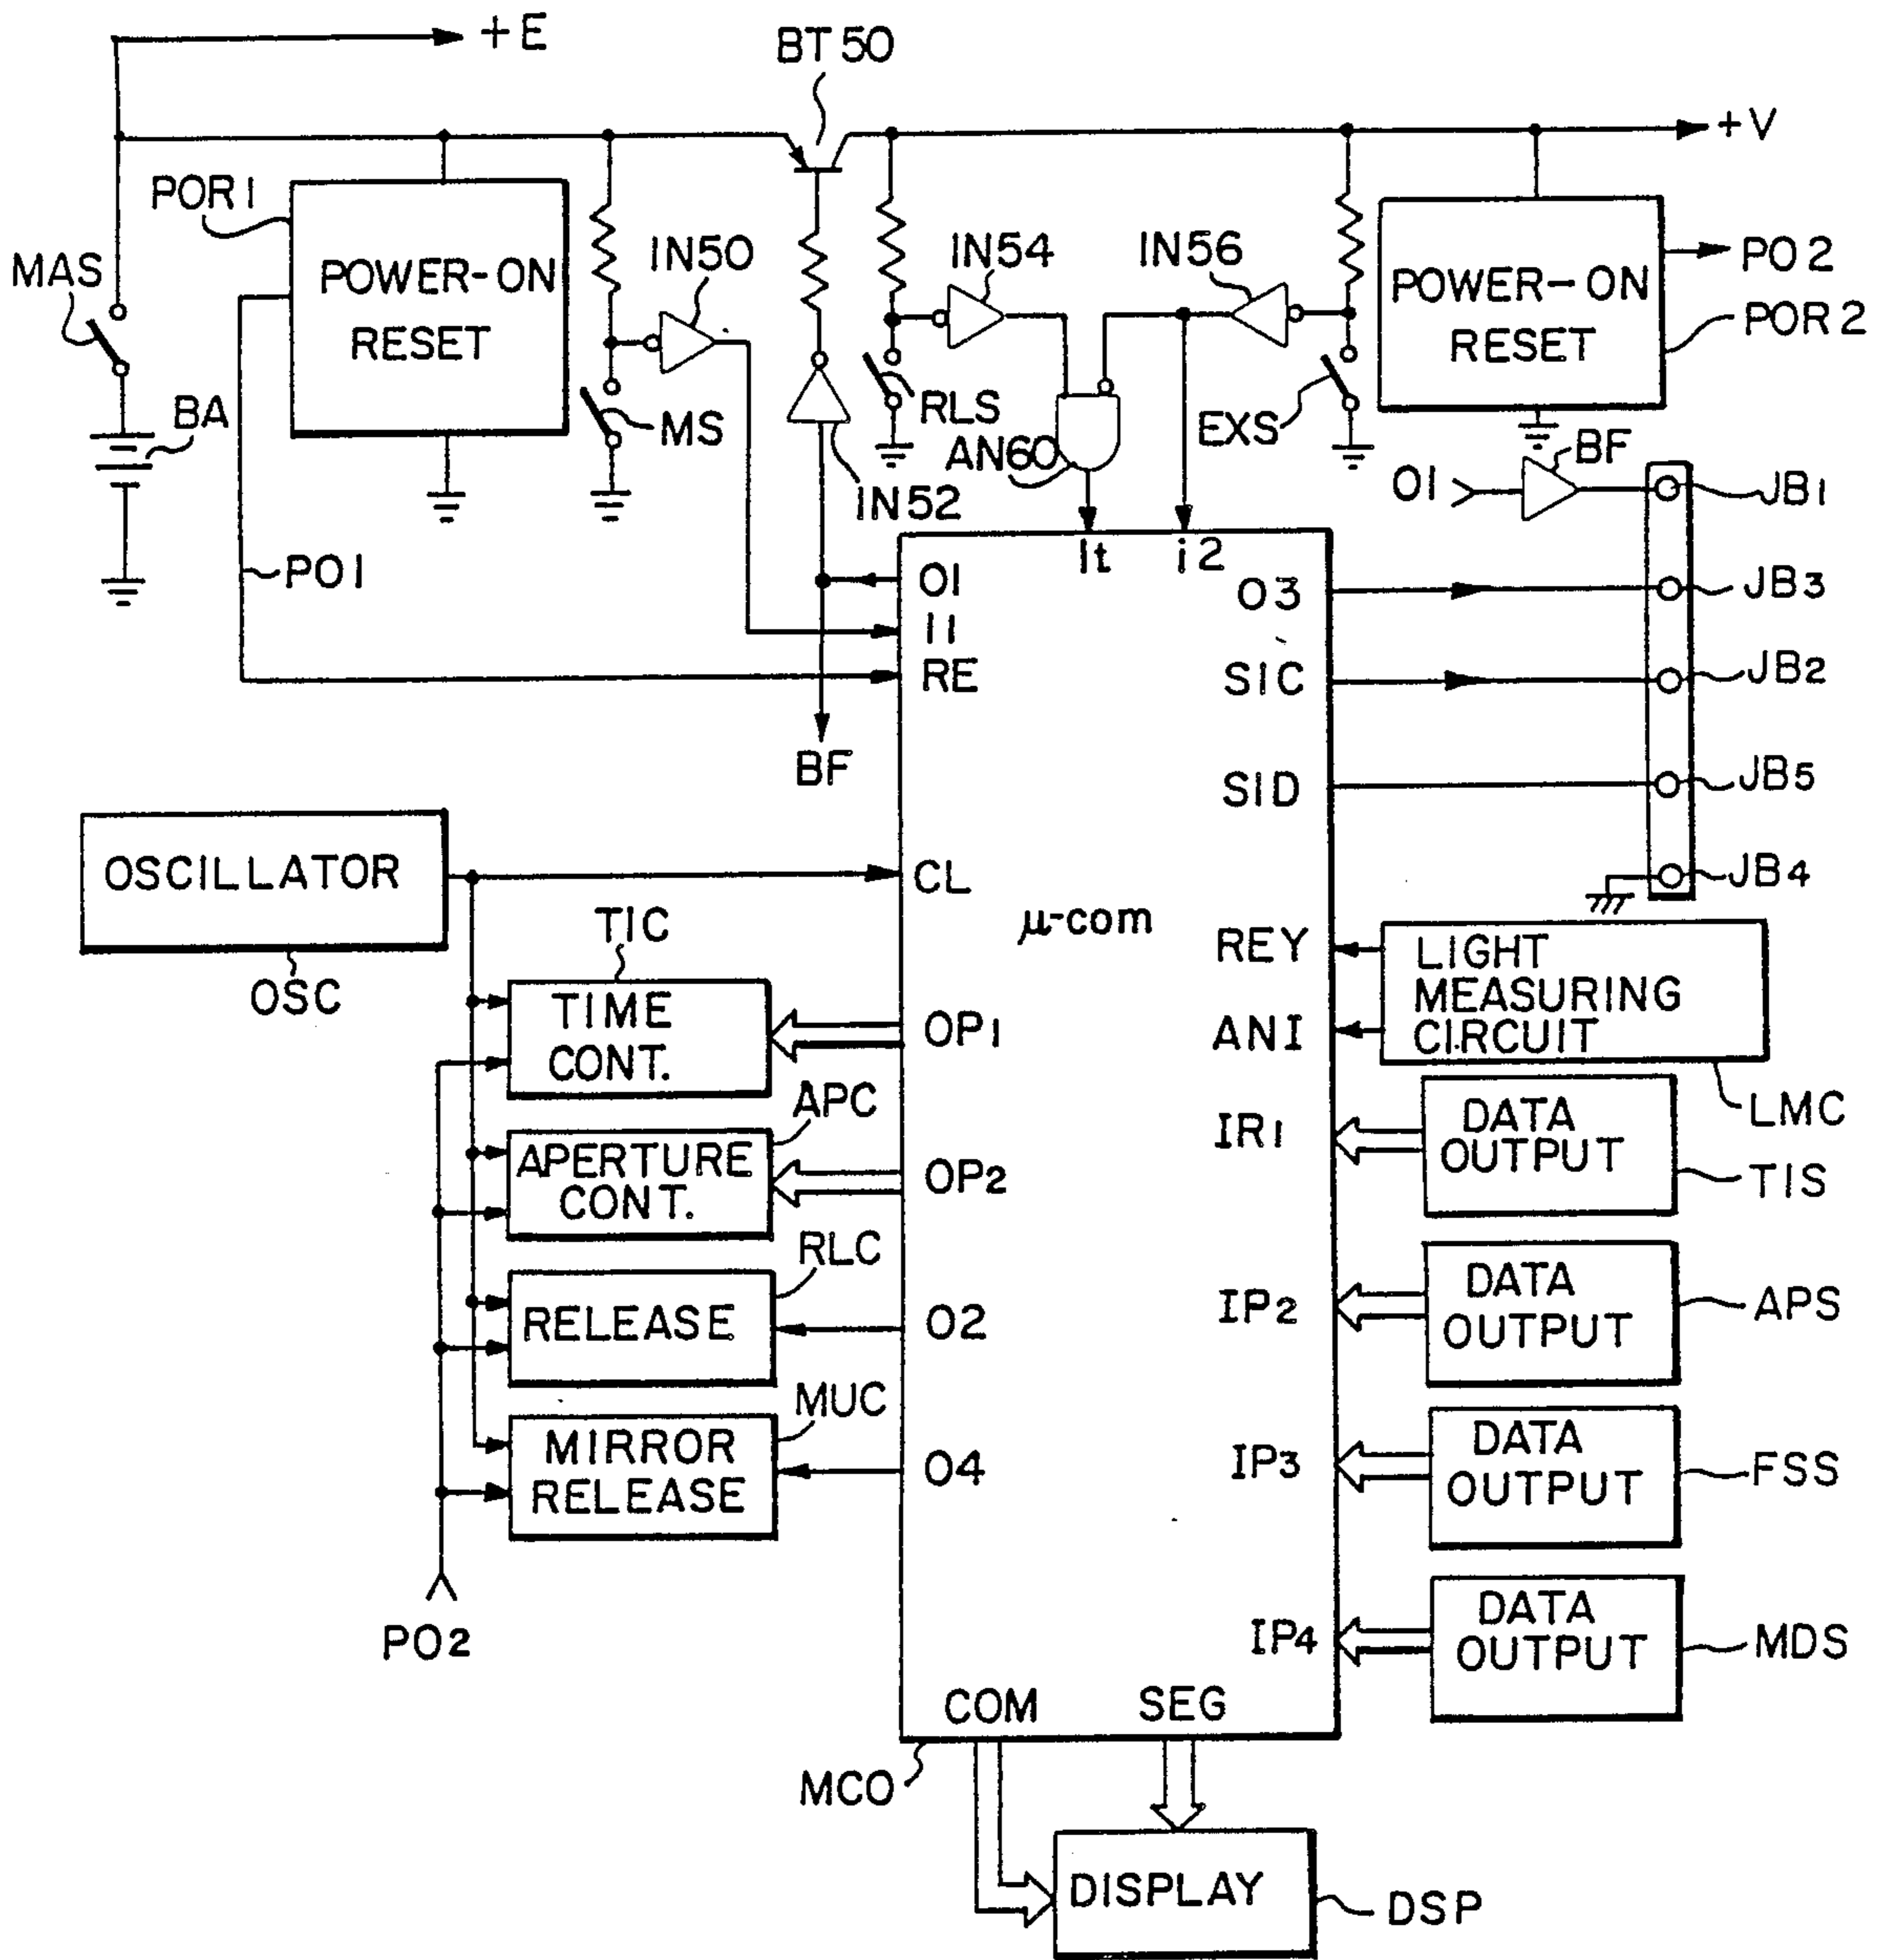 +E
BT50
+V
POR1
MAS
POWER-ON
RESET
IN50
IN54
IN56
POWER-ON
RESET
PO2
POR2
BA
MS
RLS
AN60
EXS
BF
O1
JB1
IN52
PO1
It
i2
O1
I1
RE
O3
JB3
SIC
JB2
BF
SID
JB5
OSCILLATOR
CL
JB4
OSC
TIC
μ-com
REY
ANI
LIGHT
MEASURING
CIRCUIT
LMC
TIME
CONT.
OP1
APC
IR1
DATA
OUTPUT
TIS
APERTURE
CONT.
OP2
RLC
RELEASE
O2
IP2
DATA
OUTPUT
APS
MUC
MIRROR
RELEASE
O4
IP3
DATA
OUTPUT
FSS
PO2
IP4
DATA
OUTPUT
MDS
COM
SEG
MCO
DISPLAY
DSP